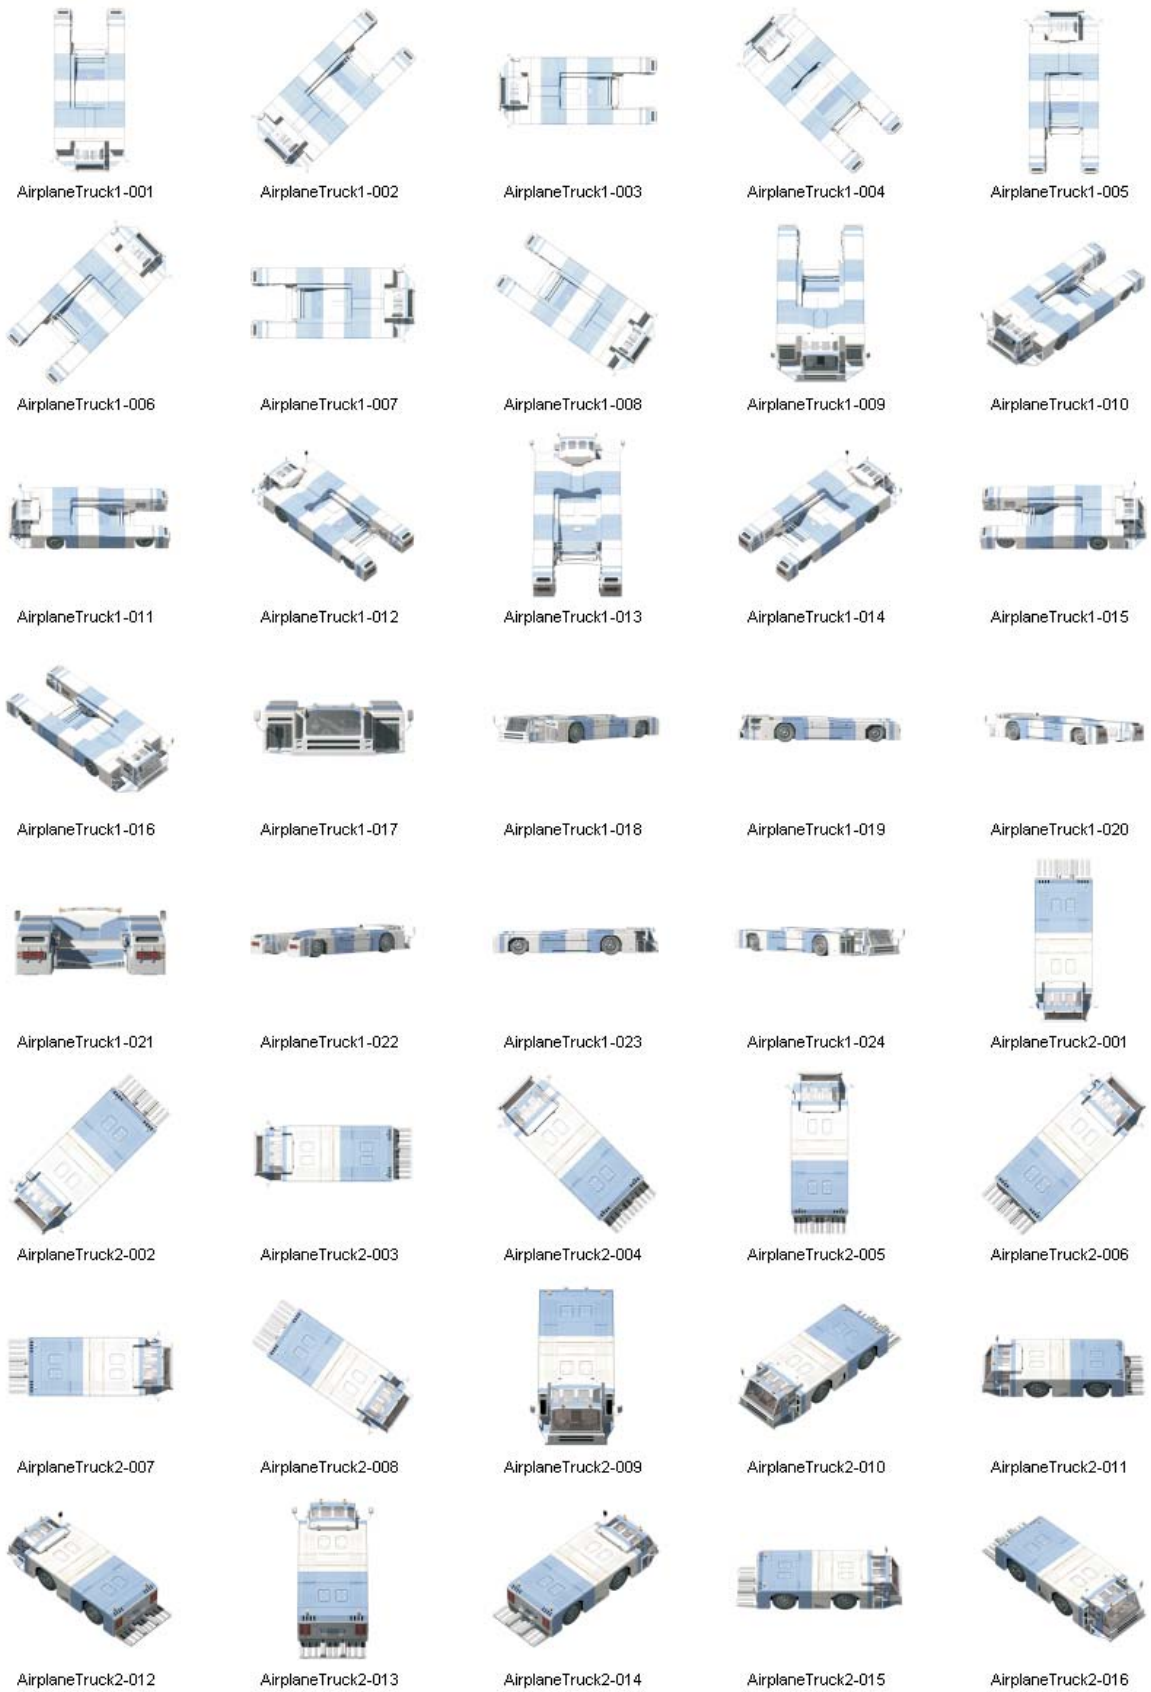 AirplaneTruck1-001
AirplaneTruck1-002
AirplaneTruck1-003
AirplaneTruck1-004
AirplaneTruck1-005
AirplaneTruck1-006
AirplaneTruck1-007
AirplaneTruck1-008
AirplaneTruck1-009
AirplaneTruck1-010
AirplaneTruck1-011
AirplaneTruck1-012
AirplaneTruck1-013
AirplaneTruck1-014
AirplaneTruck1-015
AirplaneTruck1-016
AirplaneTruck1-017
AirplaneTruck1-018
AirplaneTruck1-019
AirplaneTruck1-020
AirplaneTruck1-021
AirplaneTruck1-022
AirplaneTruck1-023
AirplaneTruck1-024
AirplaneTruck2-001
AirplaneTruck2-002
AirplaneTruck2-003
AirplaneTruck2-004
AirplaneTruck2-005
AirplaneTruck2-006
AirplaneTruck2-007
AirplaneTruck2-008
AirplaneTruck2-009
AirplaneTruck2-010
AirplaneTruck2-011
AirplaneTruck2-012
AirplaneTruck2-013
AirplaneTruck2-014
AirplaneTruck2-015
AirplaneTruck2-016